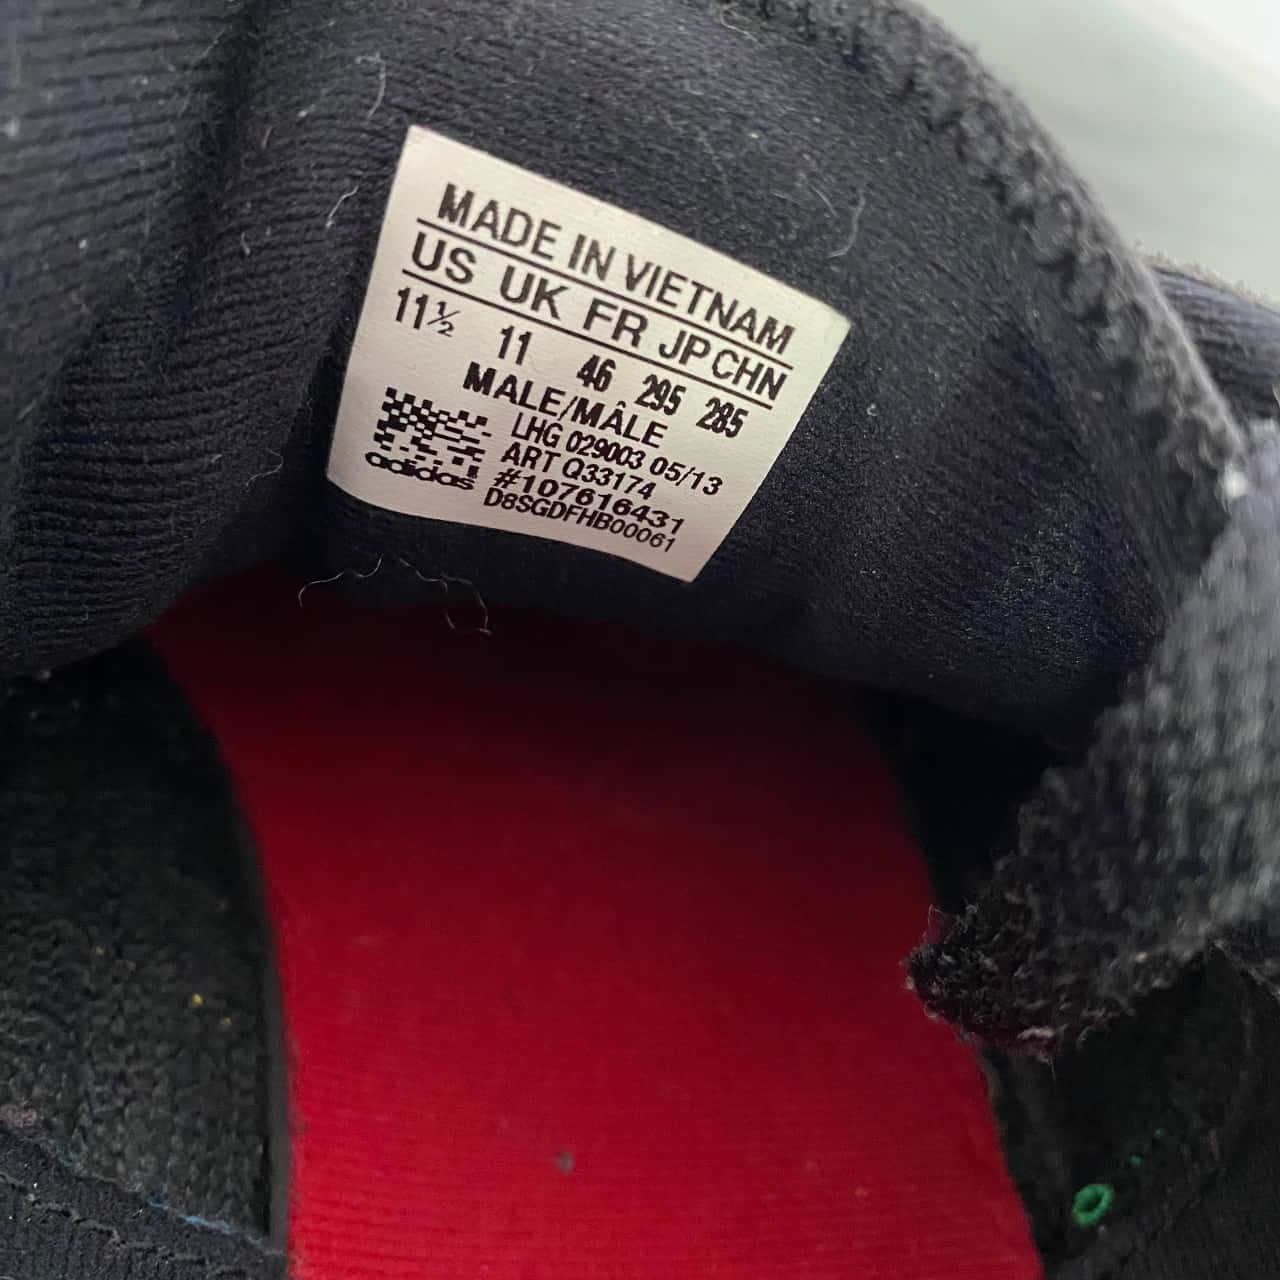 MADE IN VIETNAM
US UK FR JP CHN
11½ 11 46 295 285
MALE/MÂLE
LHG 029003 05/13
ART Q33174
#107616431
D8SGDFHB00061
adidas